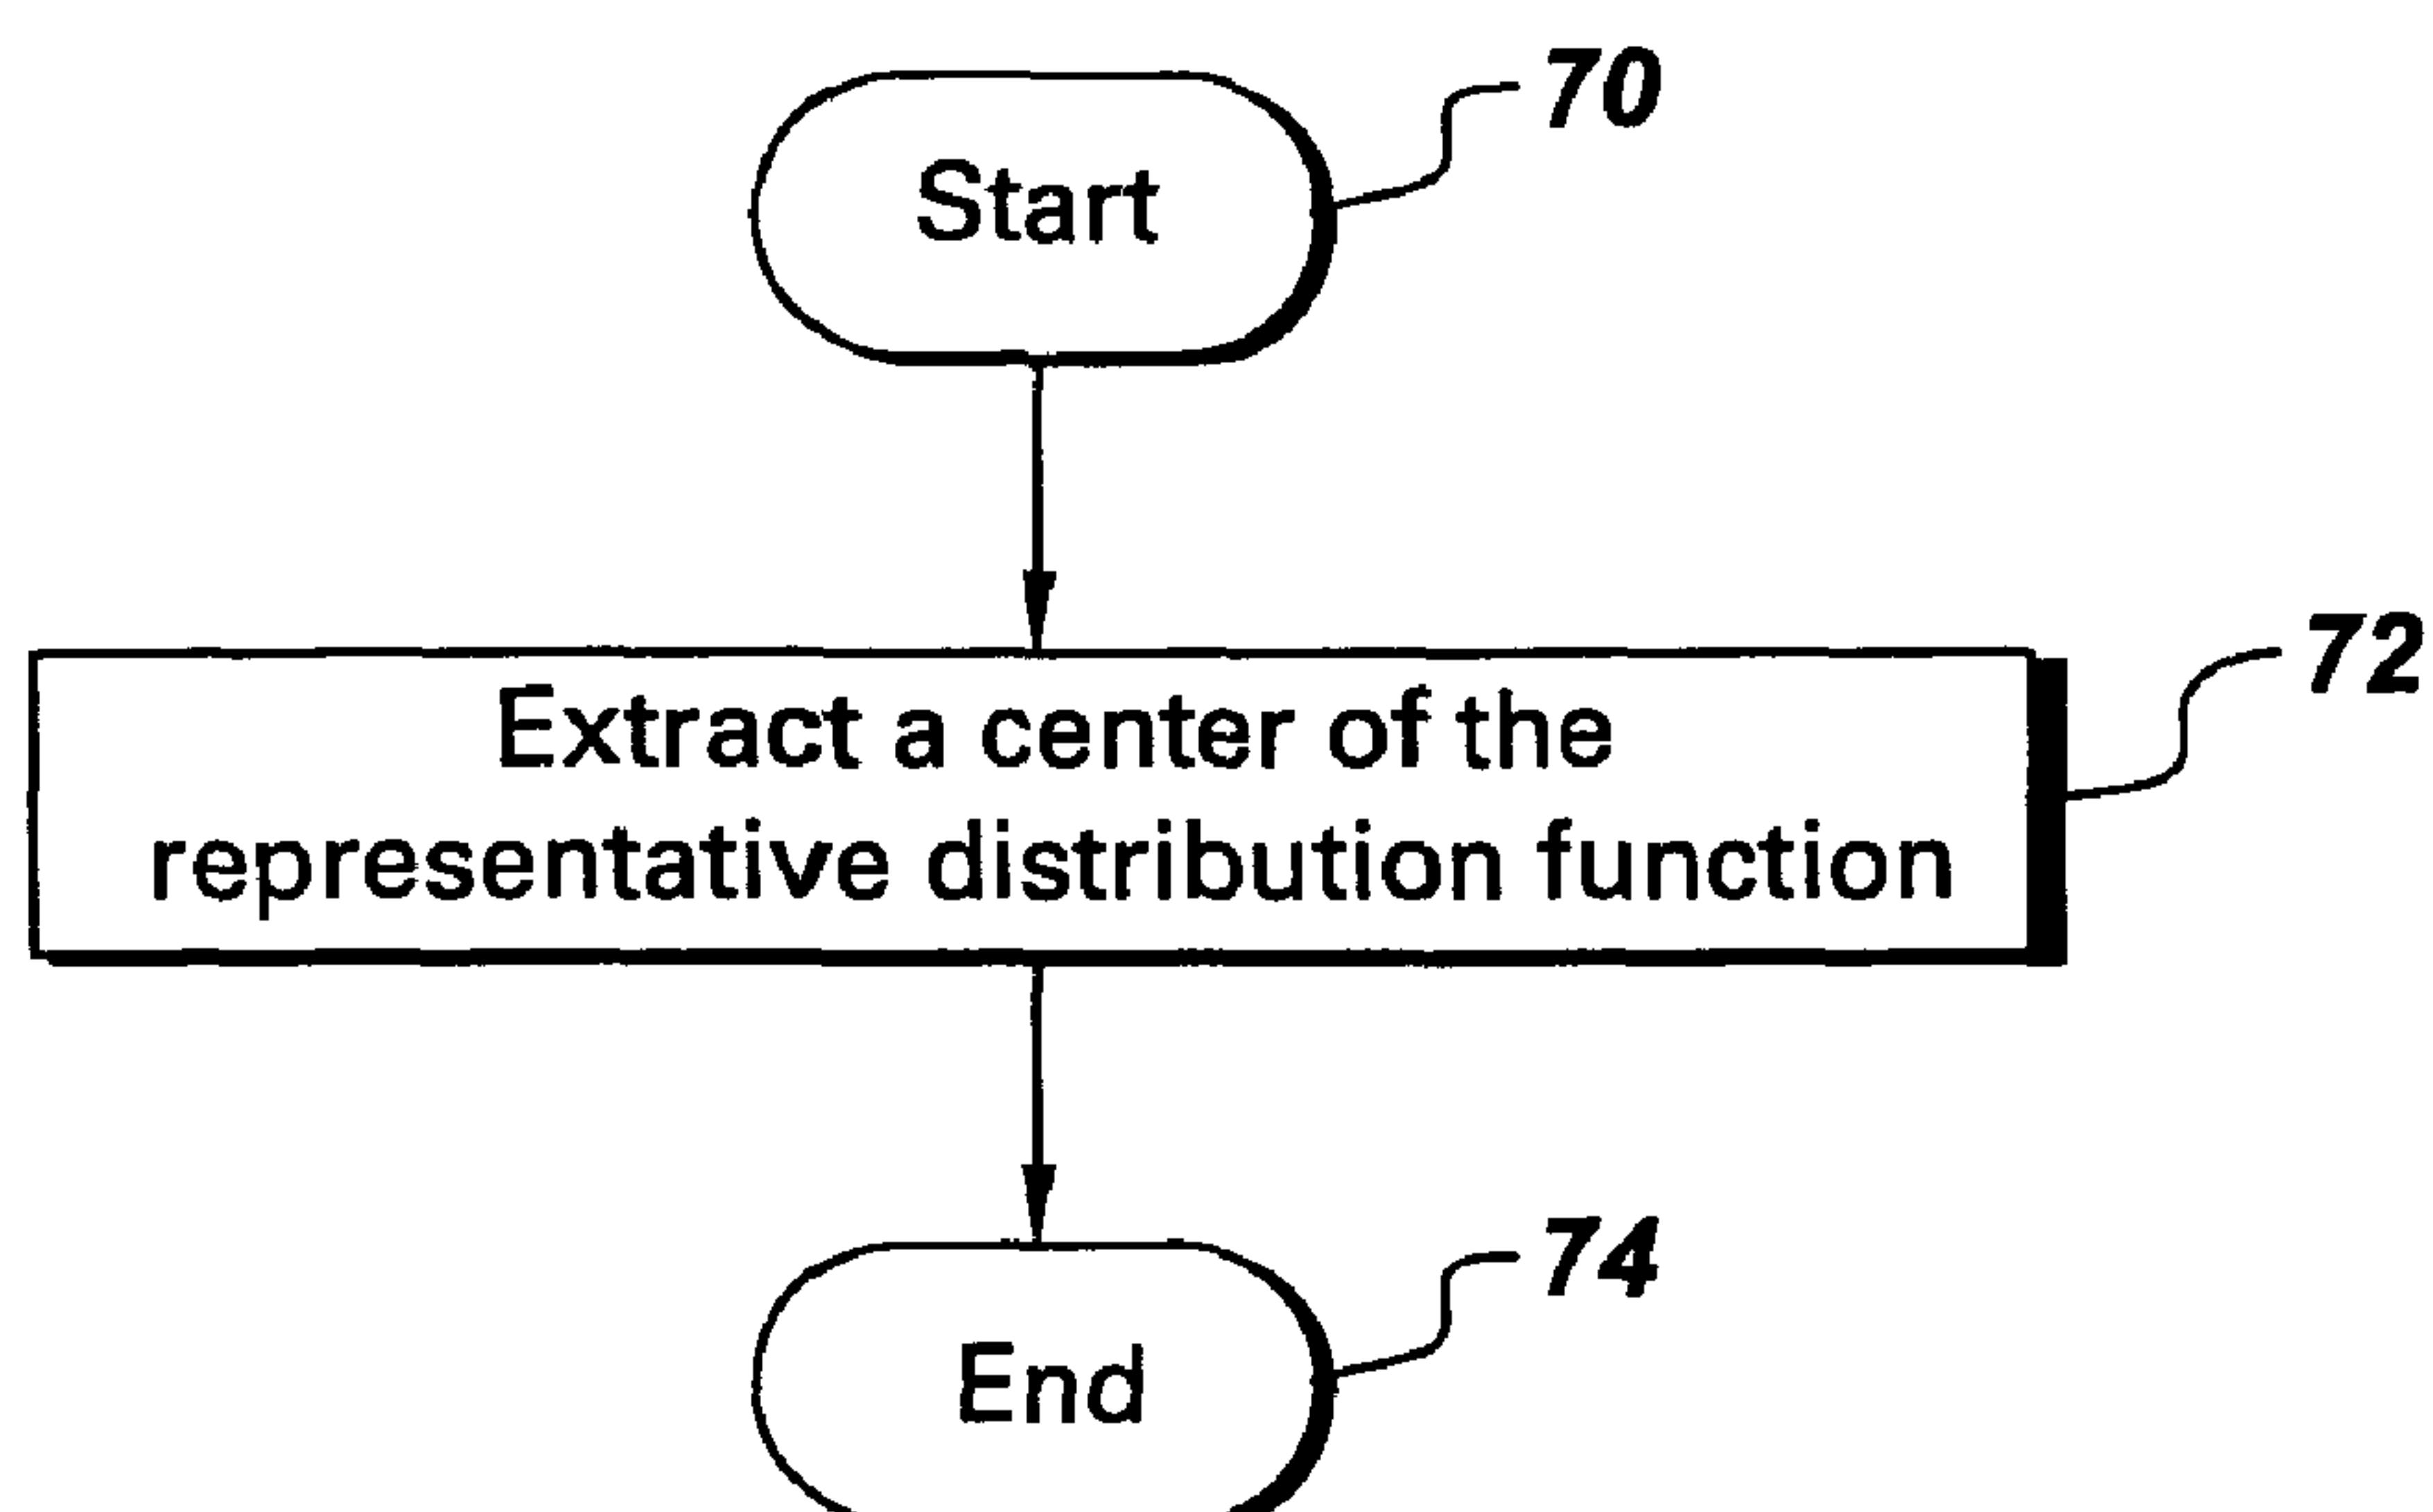 70
Start
72
Extract a center of the
representative distribution function
74
End